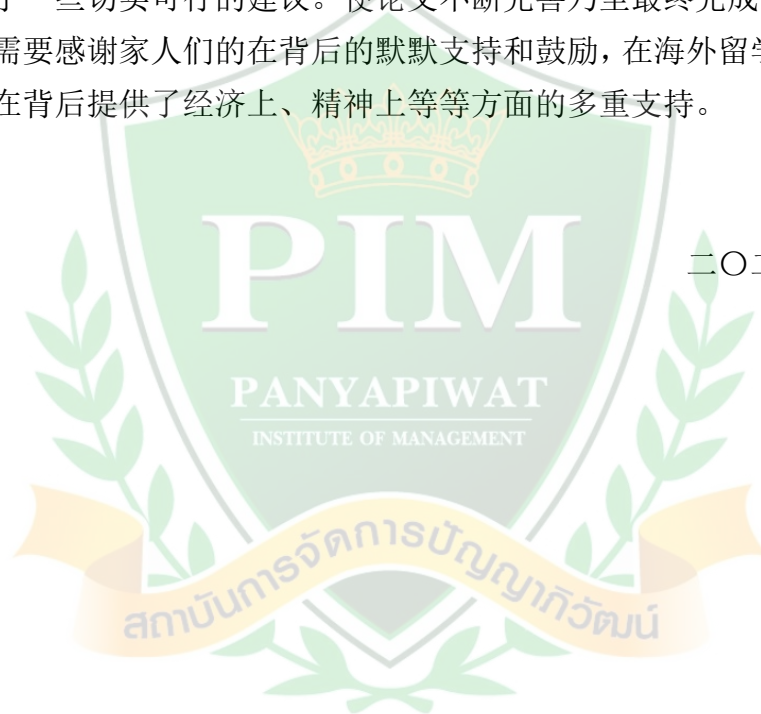 一些切实可行的建议。使论文不断完善乃至最终完成
需要感谢家人们的在背后的默默支持和鼓励，在海外留学
在背后提供了经济上、精神上等等方面的多重支持。
二〇二
PIM
PANYAPIWAT
INSTITUTE OF MANAGEMENT
สถาบันการจัดการปัญญาภิวัฒน์